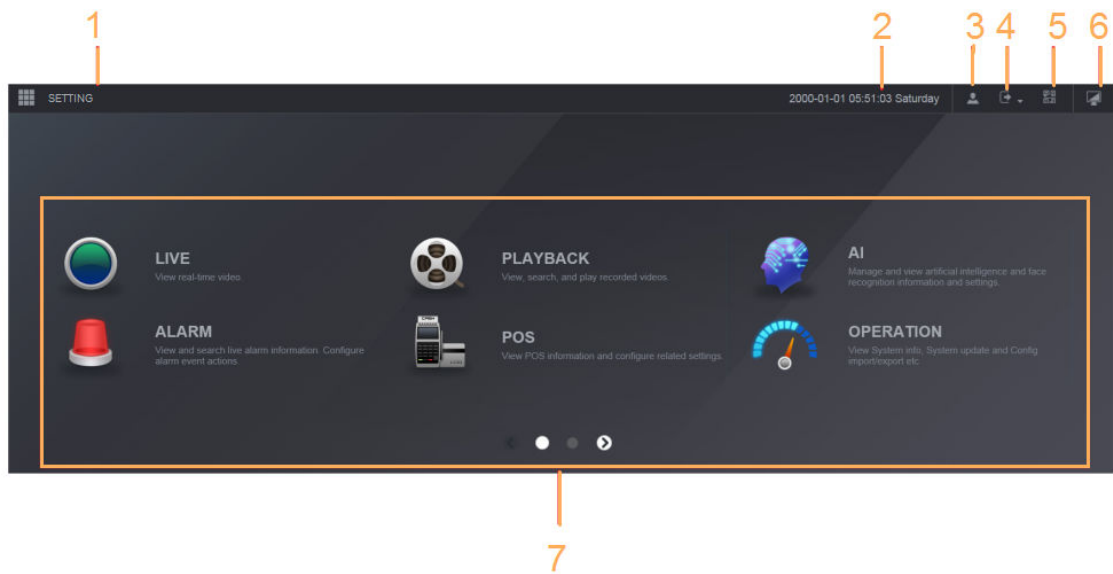 1 2 3 4 5 6
SETTING 2000-01-01 05:51:03 Saturday
LIVE
View real-time video.
PLAYBACK
View, search, and play recorded videos.
AI
Manage and view artificial intelligence and face
recognition information and settings.
ALARM
View and search live alarm information. Configure
alarm event actions.
POS
View POS information and configure related settings.
OPERATION
View System info, System update and Config
import/export etc.
7